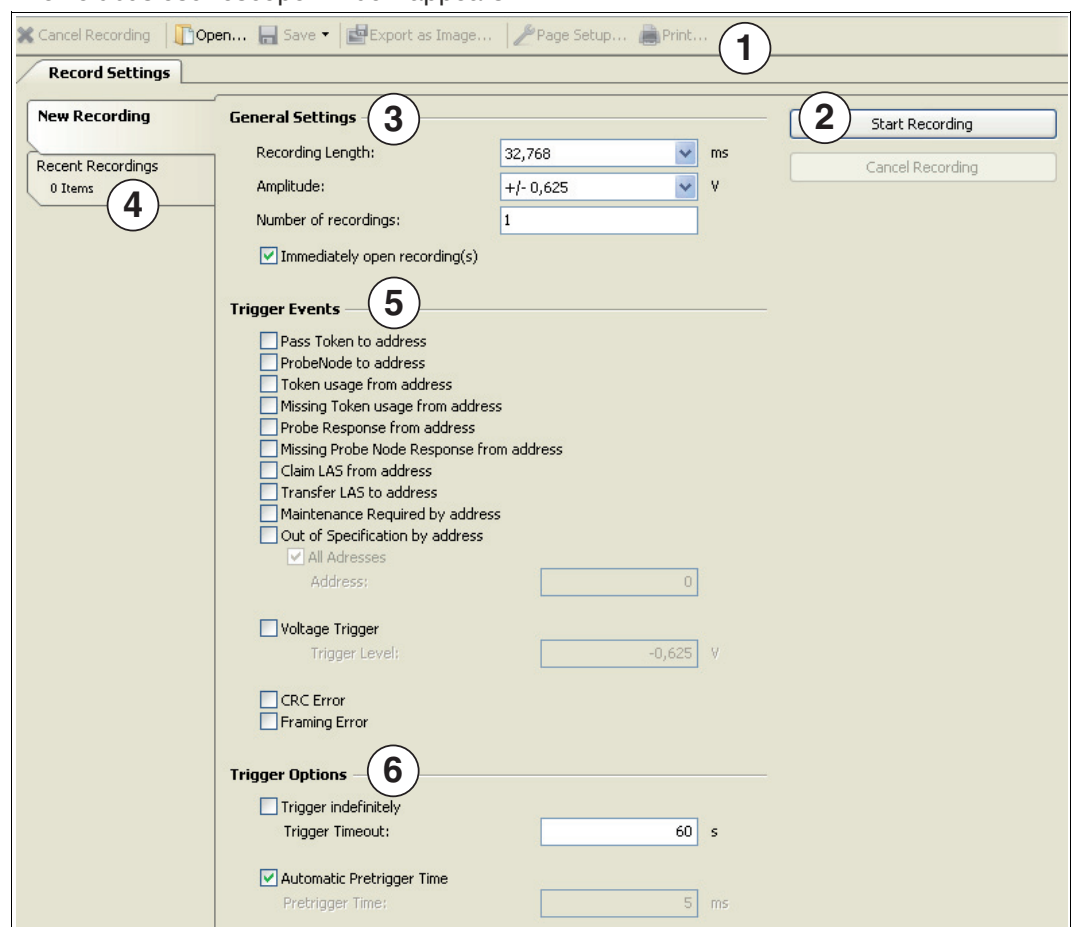 Cancel Recording Open... Save Export as Image... Page Setup... Print... 1
Record Settings
New Recording
Recent Recordings
0 Items
4
General Settings 3
Recording Length: 32,768 ms
Amplitude: +/- 0,625 V
Number of recordings: 1
Immediately open recording(s)
2 Start Recording
Cancel Recording
Trigger Events 5
Pass Token to address
ProbeNode to address
Token usage from address
Missing Token usage from address
Probe Response from address
Missing Probe Node Response from address
Claim LAS from address
Transfer LAS to address
Maintenance Required by address
Out of Specification by address
All Adresses
Address: 0
Voltage Trigger
Trigger Level: -0,625 V
CRC Error
Framing Error
Trigger Options 6
Trigger indefinitely
Trigger Timeout: 60 s
Automatic Pretrigger Time
Pretrigger Time: 5 ms